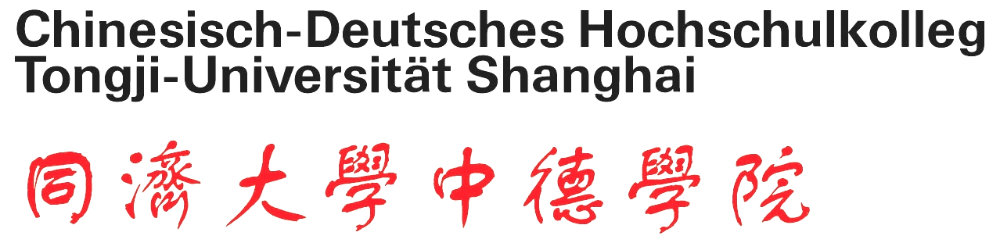 Chinesisch-Deutsches Hochschulkolleg
Tongji-Universität Shanghai
同濟大學中德學院